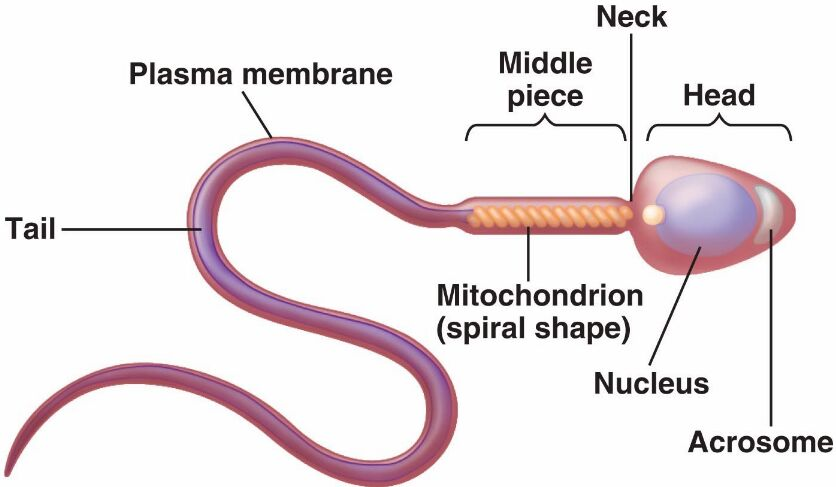 Neck
Middle
piece
Plasma membrane
Head
Tail
Mitochondrion
(spiral shape)
Nucleus
Acrosome